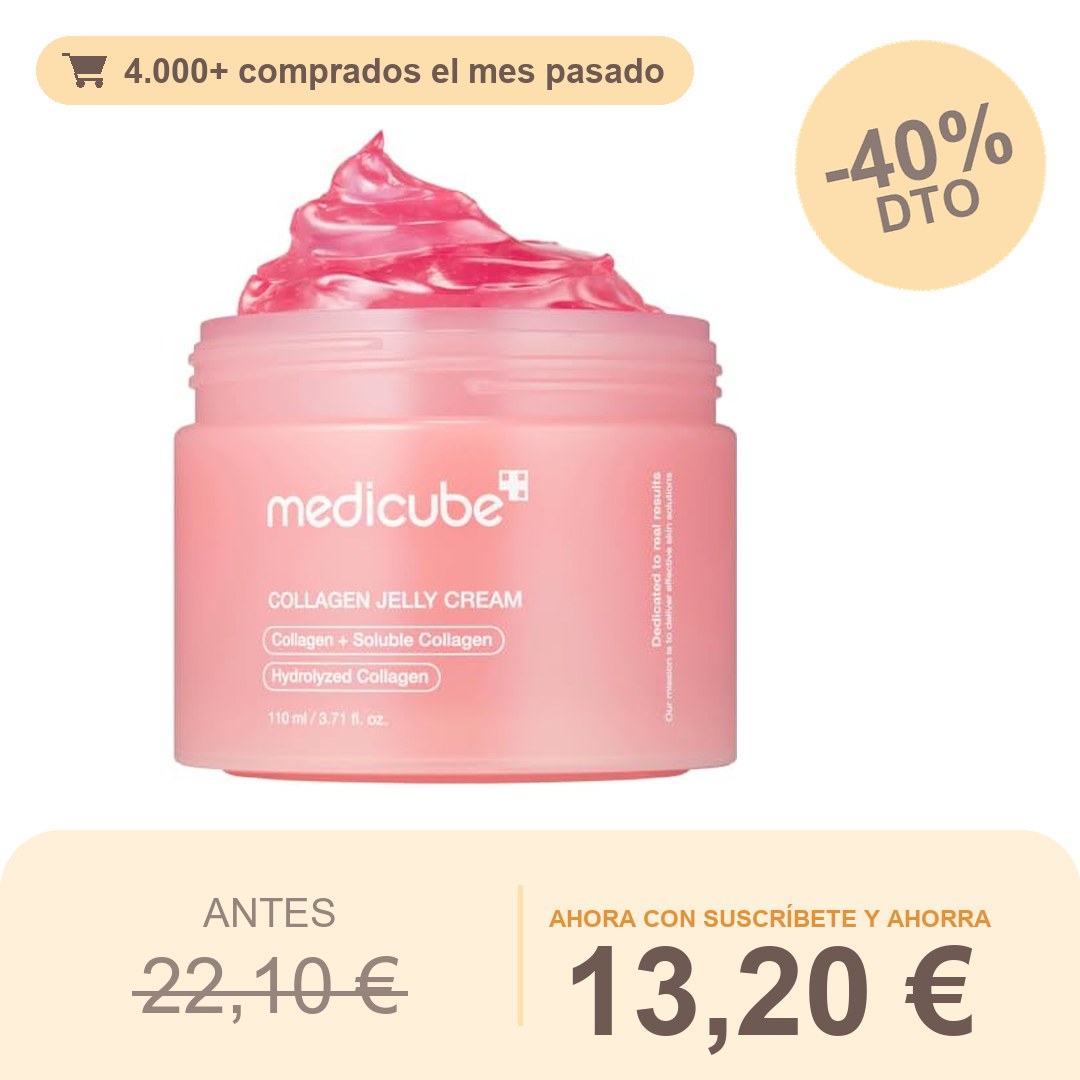 4.000+ comprados el mes pasado
-40%
DTO
medicube
COLLAGEN JELLY CREAM
Collagen + Soluble Collagen
Hydrolyzed Collagen
110 ml / 3.71 fl. oz.
Dedicated to real results
Our mission is to deliver effective skin solutions
ANTES
22,10 €
AHORA CON SUSCRÍBETE Y AHORRA
13,20 €